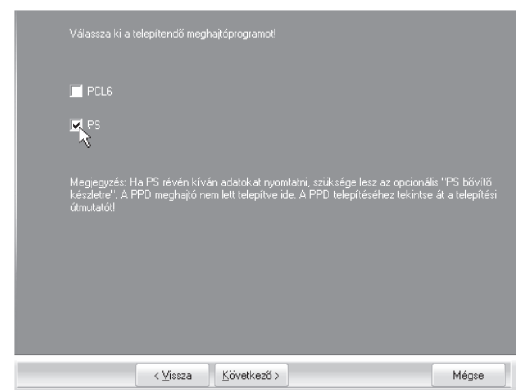 Válassza ki a telepítendő meghajtóprogramot!
PCL6
PS
Megjegyzés: Ha PS révén kíván adatokat nyomtatni, szüksége lesz az opcionális "PS bővítő
készletre". A PPD meghajtó nem lett telepítve ide. A PPD telepítéséhez tekintse át a telepítési
útmutatót!
< Vissza Következő > Mégse